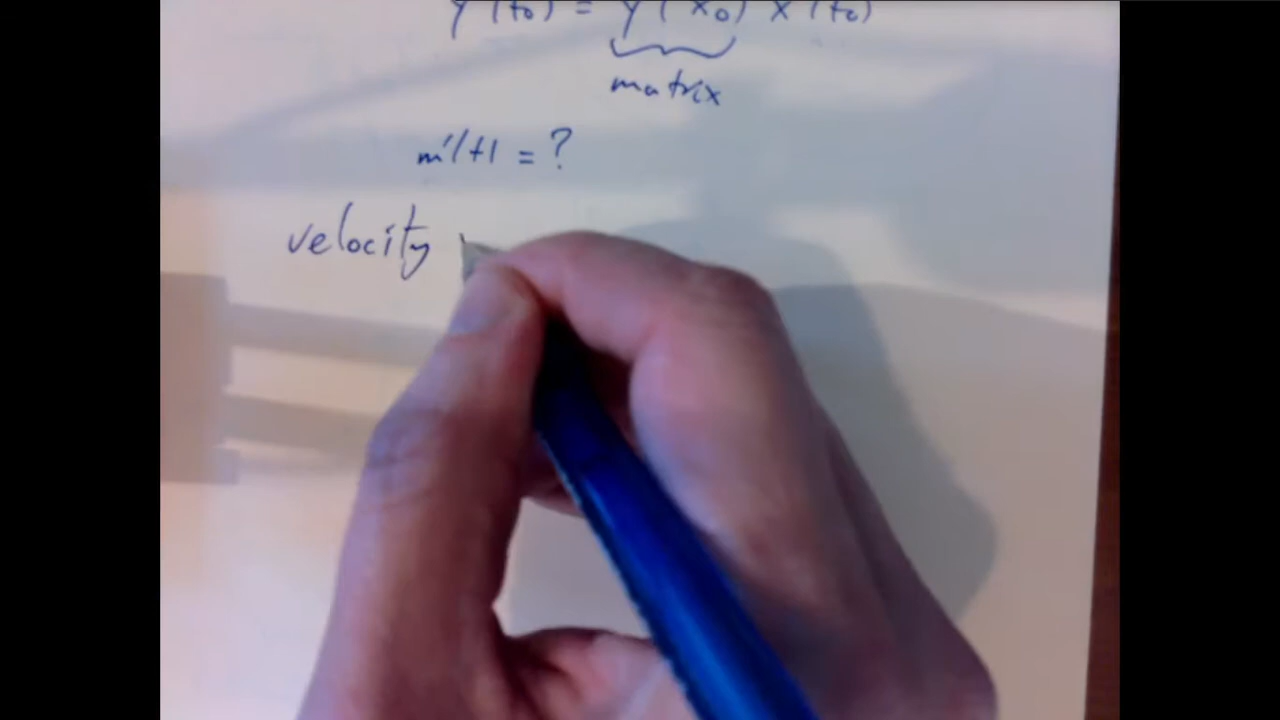 y'(t₀) = y'(x₀) x'(t₀)
matrix
m'(t) = ?
velocity